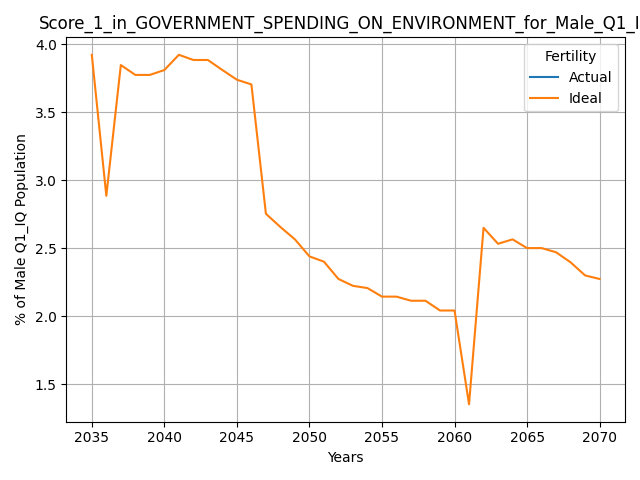 Score_1_in_GOVERNMENT_SPENDING_ON_ENVIRONMENT_for_Male_Q1_I
Fertility
Actual
Ideal
4.0
3.5
3.0
2.5
2.0
1.5
% of Male Q1_IQ Population
2035
2040
2045
2050
2055
2060
2065
2070
Years